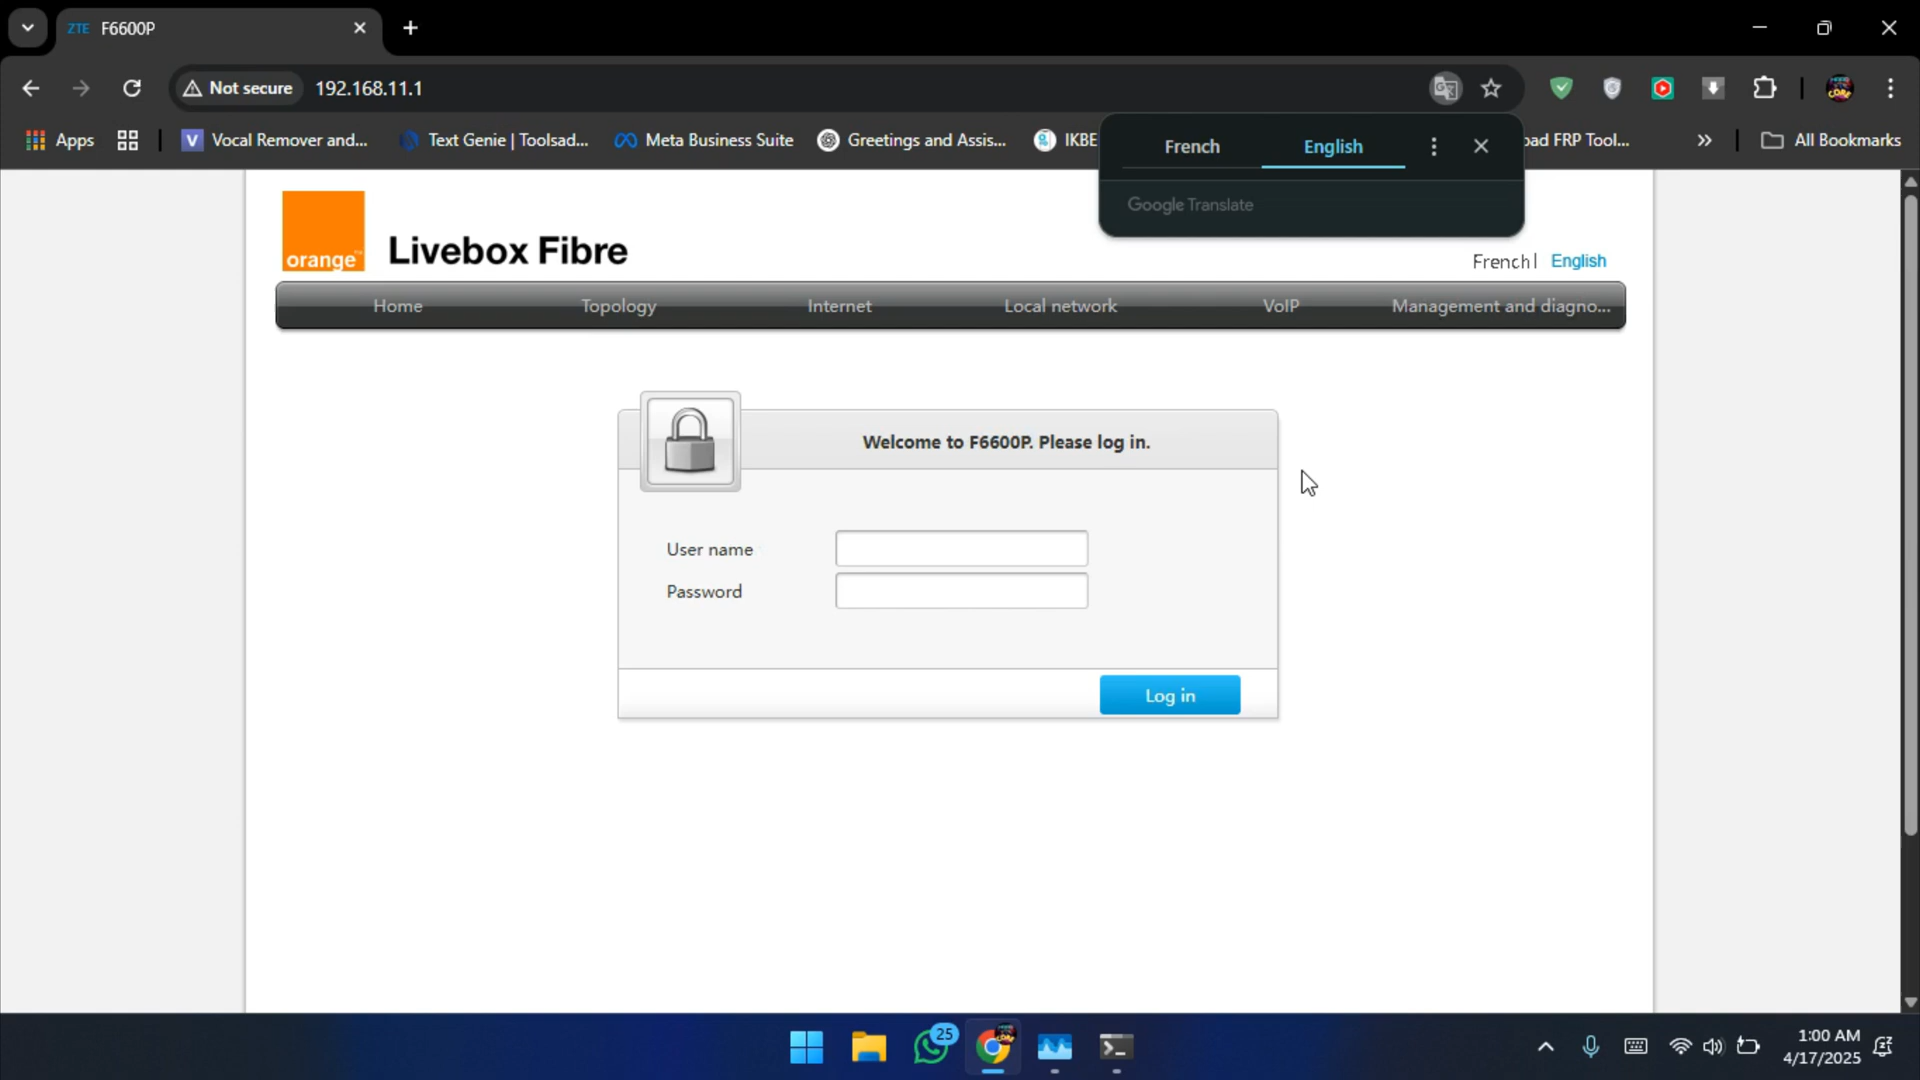 ZTE F6600P
Not secure 192.168.11.1
Apps Vocal Remover and... Text Genie | Toolsad... Meta Business Suite Greetings and Assis... IKBE oad FRP Tool... » All Bookmarks
French English
Google Translate
orange™ Livebox Fibre
French| English
Home Topology Internet Local network VoIP Management and diagno...
Welcome to F6600P. Please log in.
User name
Password
Log in
25
1:00 AM
4/17/2025